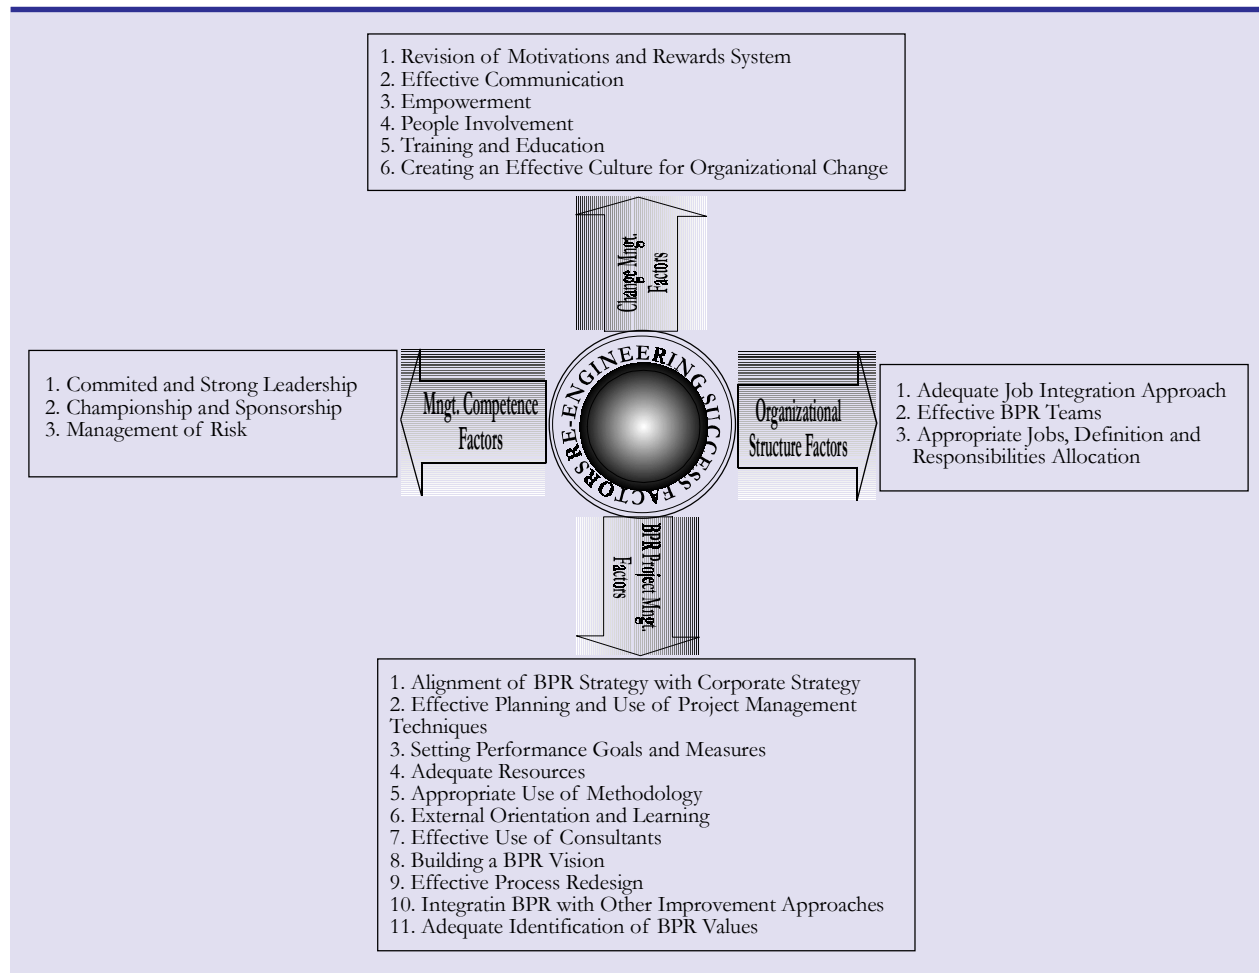 1. Revision of Motivations and Rewards System
2. Effective Communication
3. Empowerment
4. People Involvement
5. Training and Education
6. Creating an Effective Culture for Organizational Change
Change Mngt.
Factors
1. Commited and Strong Leadership
2. Championship and Sponsorship
3. Management of Risk
Mngt. Competence
Factors
RE-ENGINEERING SUCCESS FACTORS
Organizational
Structure Factors
1. Adequate Job Integration Approach
2. Effective BPR Teams
3. Appropriate Jobs, Definition and
Responsibilities Allocation
BPR Project Mngt.
Factors
1. Alignment of BPR Strategy with Corporate Strategy
2. Effective Planning and Use of Project Management
Techniques
3. Setting Performance Goals and Measures
4. Adequate Resources
5. Appropriate Use of Methodology
6. External Orientation and Learning
7. Effective Use of Consultants
8. Building a BPR Vision
9. Effective Process Redesign
10. Integratin BPR with Other Improvement Approaches
11. Adequate Identification of BPR Values